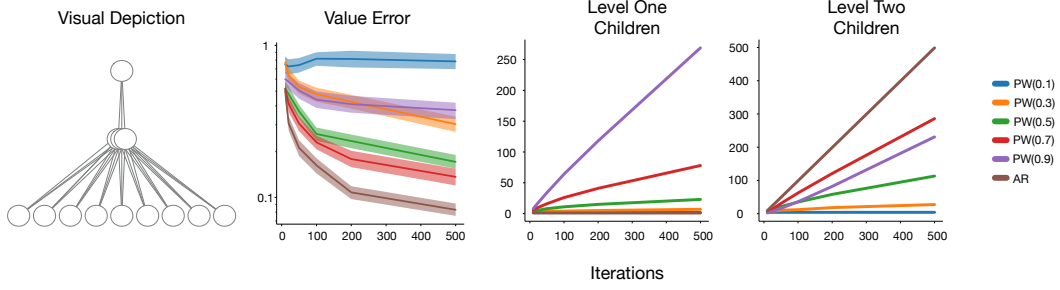 Visual Depiction
Value Error
Level One
Children
Level Two
Children
1
0.1
0
100
200
300
400
500
250
200
150
100
50
0
0
100
200
300
400
500
500
400
300
200
100
0
0
100
200
300
400
500
PW(0.1)
PW(0.3)
PW(0.5)
PW(0.7)
PW(0.9)
AR
Iterations